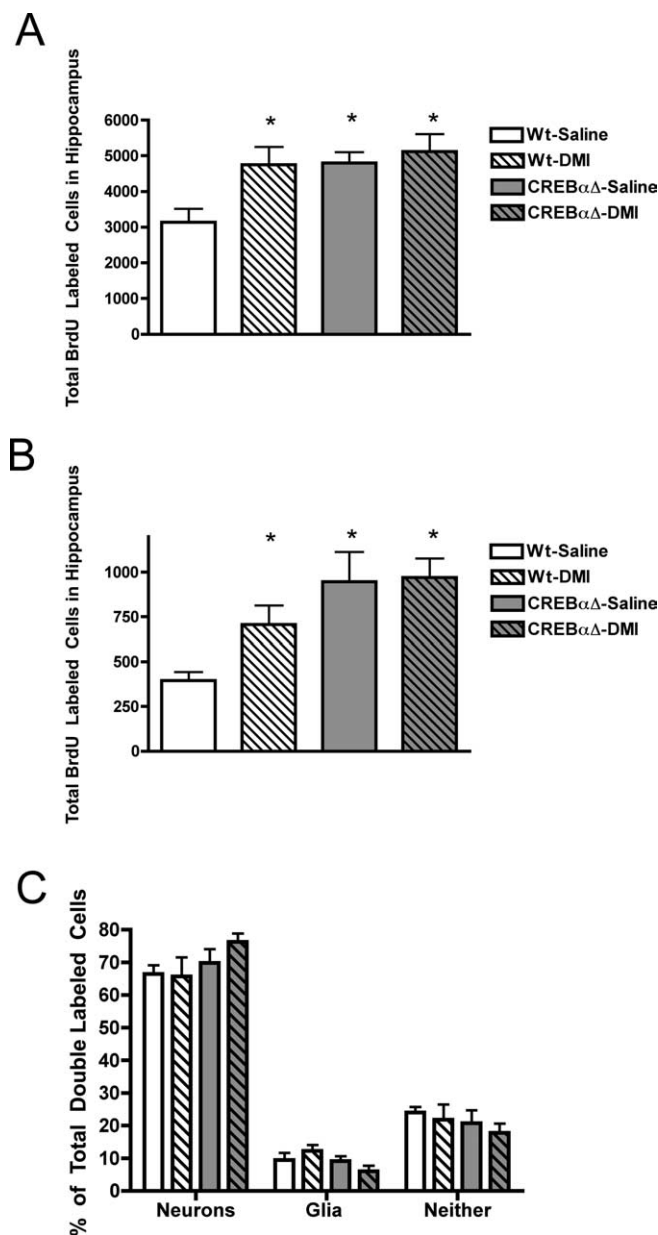 A
Total BrdU Labeled Cells in Hippocampus
6000
5000
4000
3000
2000
1000
0
* * *
Wt-Saline
Wt-DMI
CREBαΔ-Saline
CREBαΔ-DMI
B
Total BrdU Labeled Cells in Hippocampus
1000
750
500
250
0
* * *
Wt-Saline
Wt-DMI
CREBαΔ-Saline
CREBαΔ-DMI
C
% of Total Double Labeled Cells
80
70
60
50
40
30
20
10
0
Neurons Glia Neither